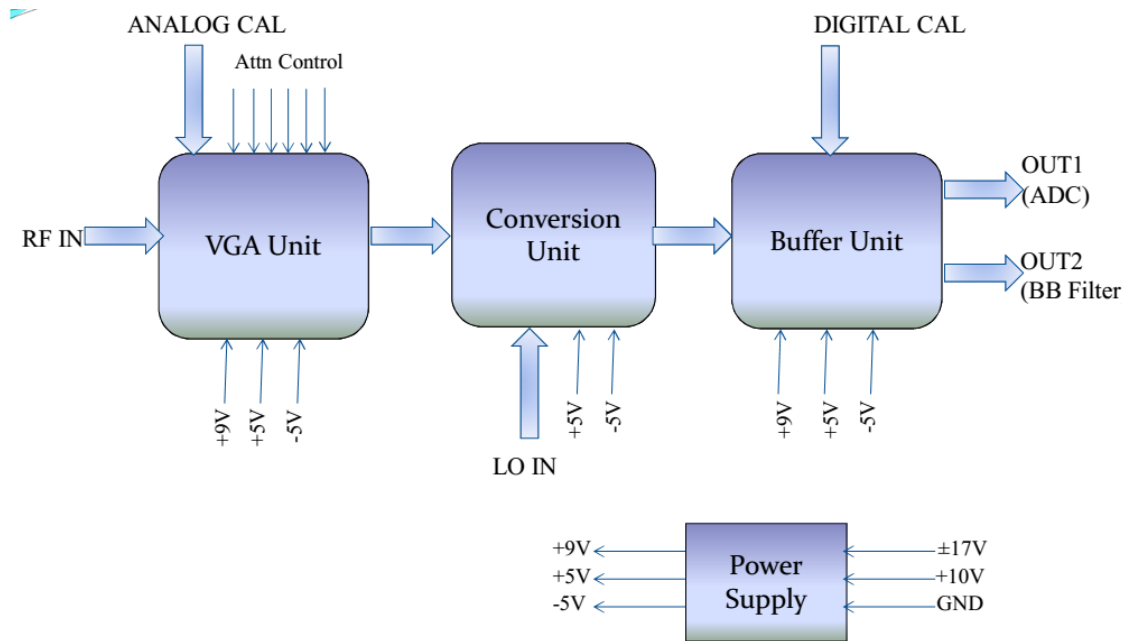 ANALOG CAL
DIGITAL CAL
Attn Control
RF IN
VGA Unit
Conversion
Unit
Buffer Unit
OUT1
(ADC)
OUT2
(BB Filter
+9V
+5V
-5V
+5V
-5V
+9V
+5V
-5V
LO IN
+9V
+5V
-5V
Power
Supply
±17V
+10V
GND